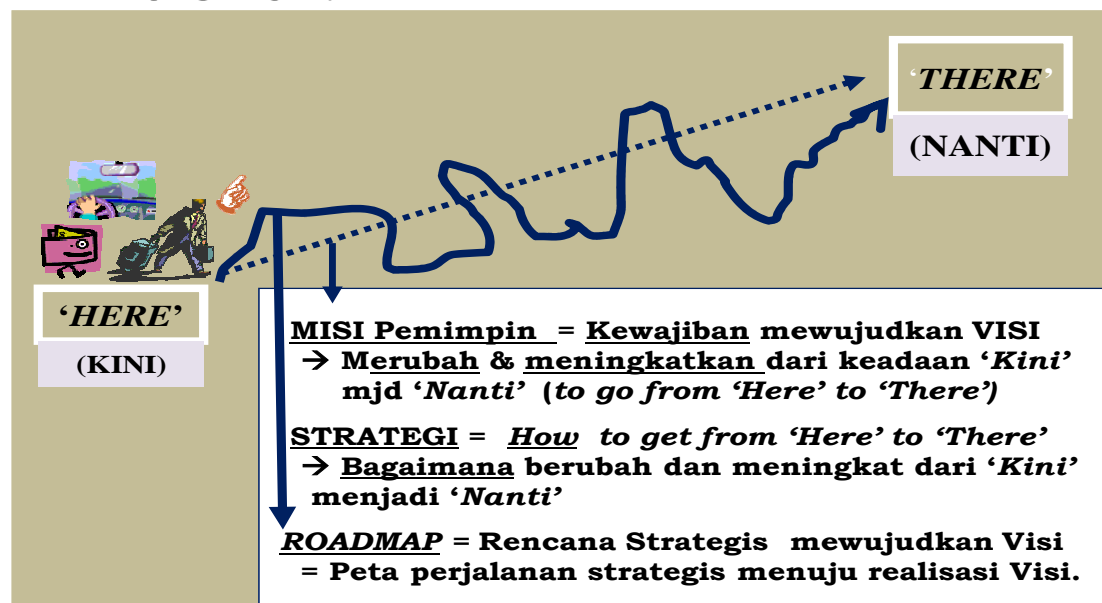 ‘THERE’
(NANTI)
‘HERE’
(KINI)
MISI Pemimpin = Kewajiban mewujudkan VISI
→ Merubah & meningkatkan dari keadaan ‘Kini’
mjd ‘Nanti’ (to go from ‘Here’ to ‘There’)
STRATEGI = How to get from ‘Here’ to ‘There’
→ Bagaimana berubah dan meningkat dari ‘Kini’
menjadi ‘Nanti’
ROADMAP = Rencana Strategis mewujudkan Visi
= Peta perjalanan strategis menuju realisasi Visi.